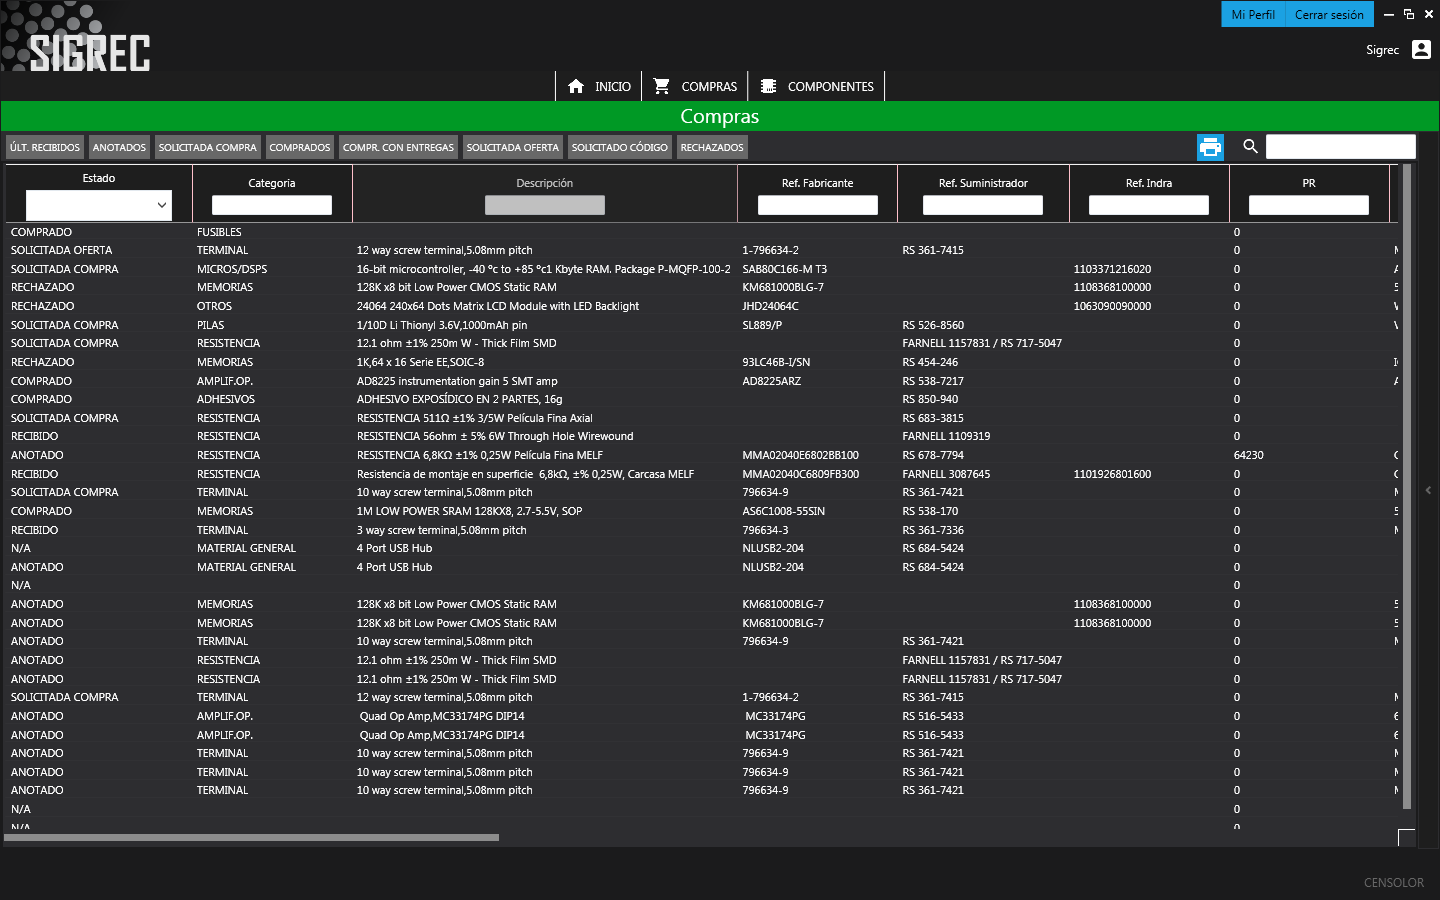 Mi Perfil Cerrar sesión
SIGREC
Sigrec
INICIO COMPRAS COMPONENTES
Compras
ÚLT. RECIBIDOS ANOTADOS SOLICITADA COMPRA COMPRADOS COMPR. CON ENTREGAS SOLICITADA OFERTA SOLICITADO CÓDIGO RECHAZADOS
Estado Categoria Descripción Ref. Fabricante Ref. Suministrador Ref. Indra PR
COMPRADO FUSIBLES 0
SOLICITADA OFERTA TERMINAL 12 way screw terminal,5.08mm pitch 1-796634-2 RS 361-7415 0
SOLICITADA COMPRA MICROS/DSPS 16-bit microcontroller, -40 ºc to +85 ºc1 Kbyte RAM. Package P-MQFP-100-2 SAB80C166-M T3 1103371216020 0
RECHAZADO MEMORIAS 128K x8 bit Low Power CMOS Static RAM KM681000BLG-7 1108368100000 0
RECHAZADO OTROS 24064 240x64 Dots Matrix LCD Module with LED Backlight JHD24064C 1063090090000 0
SOLICITADA COMPRA PILAS 1/10D Li Thionyl 3.6V,1000mAh pin SL889/P RS 526-8560 0
SOLICITADA COMPRA RESISTENCIA 12.1 ohm ±1% 250m W - Thick Film SMD FARNELL 1157831 / RS 717-5047 0
RECHAZADO MEMORIAS 1K,64 x 16 Serie EE,SOIC-8 93LC46B-I/SN RS 454-246 0
COMPRADO AMPLIF.OP. AD8225 instrumentation gain 5 SMT amp AD8225ARZ RS 538-7217 0
COMPRADO ADHESIVOS ADHESIVO EXPOSÍDICO EN 2 PARTES, 16g RS 850-940 0
SOLICITADA COMPRA RESISTENCIA RESISTENCIA 511Ω ±1% 3/5W Película Fina Axial RS 683-3815 0
RECIBIDO RESISTENCIA RESISTENCIA 56ohm ± 5% 6W Through Hole Wirewound FARNELL 1109319 0
ANOTADO RESISTENCIA RESISTENCIA 6,8KΩ ±1% 0,25W Película Fina MELF MMA02040E6802BB100 RS 678-7794 64230
RECIBIDO RESISTENCIA Resistencia de montaje en superficie 6,8kΩ, ±% 0,25W, Carcasa MELF MMA02040C6809FB300 FARNELL 3087645 1101926801600 0
SOLICITADA COMPRA TERMINAL 10 way screw terminal,5.08mm pitch 796634-9 RS 361-7421 0
COMPRADO MEMORIAS 1M LOW POWER SRAM 128KX8, 2.7-5.5V, SOP AS6C1008-55SIN RS 538-170 0
RECIBIDO TERMINAL 3 way screw terminal,5.08mm pitch 796634-3 RS 361-7336 0
N/A MATERIAL GENERAL 4 Port USB Hub NLUSB2-204 RS 684-5424 0
ANOTADO MATERIAL GENERAL 4 Port USB Hub NLUSB2-204 RS 684-5424 0
N/A 0
ANOTADO MEMORIAS 128K x8 bit Low Power CMOS Static RAM KM681000BLG-7 1108368100000 0
ANOTADO MEMORIAS 128K x8 bit Low Power CMOS Static RAM KM681000BLG-7 1108368100000 0
ANOTADO TERMINAL 10 way screw terminal,5.08mm pitch 796634-9 RS 361-7421 0
ANOTADO RESISTENCIA 12.1 ohm ±1% 250m W - Thick Film SMD FARNELL 1157831 / RS 717-5047 0
ANOTADO RESISTENCIA 12.1 ohm ±1% 250m W - Thick Film SMD FARNELL 1157831 / RS 717-5047 0
SOLICITADA COMPRA TERMINAL 12 way screw terminal,5.08mm pitch 1-796634-2 RS 361-7415 0
ANOTADO AMPLIF.OP. Quad Op Amp,MC33174PG DIP14 MC33174PG RS 516-5433 0
ANOTADO AMPLIF.OP. Quad Op Amp,MC33174PG DIP14 MC33174PG RS 516-5433 0
ANOTADO TERMINAL 10 way screw terminal,5.08mm pitch 796634-9 RS 361-7421 0
ANOTADO TERMINAL 10 way screw terminal,5.08mm pitch 796634-9 RS 361-7421 0
ANOTADO TERMINAL 10 way screw terminal,5.08mm pitch 796634-9 RS 361-7421 0
N/A 0
N/A 0
CENSOLOR